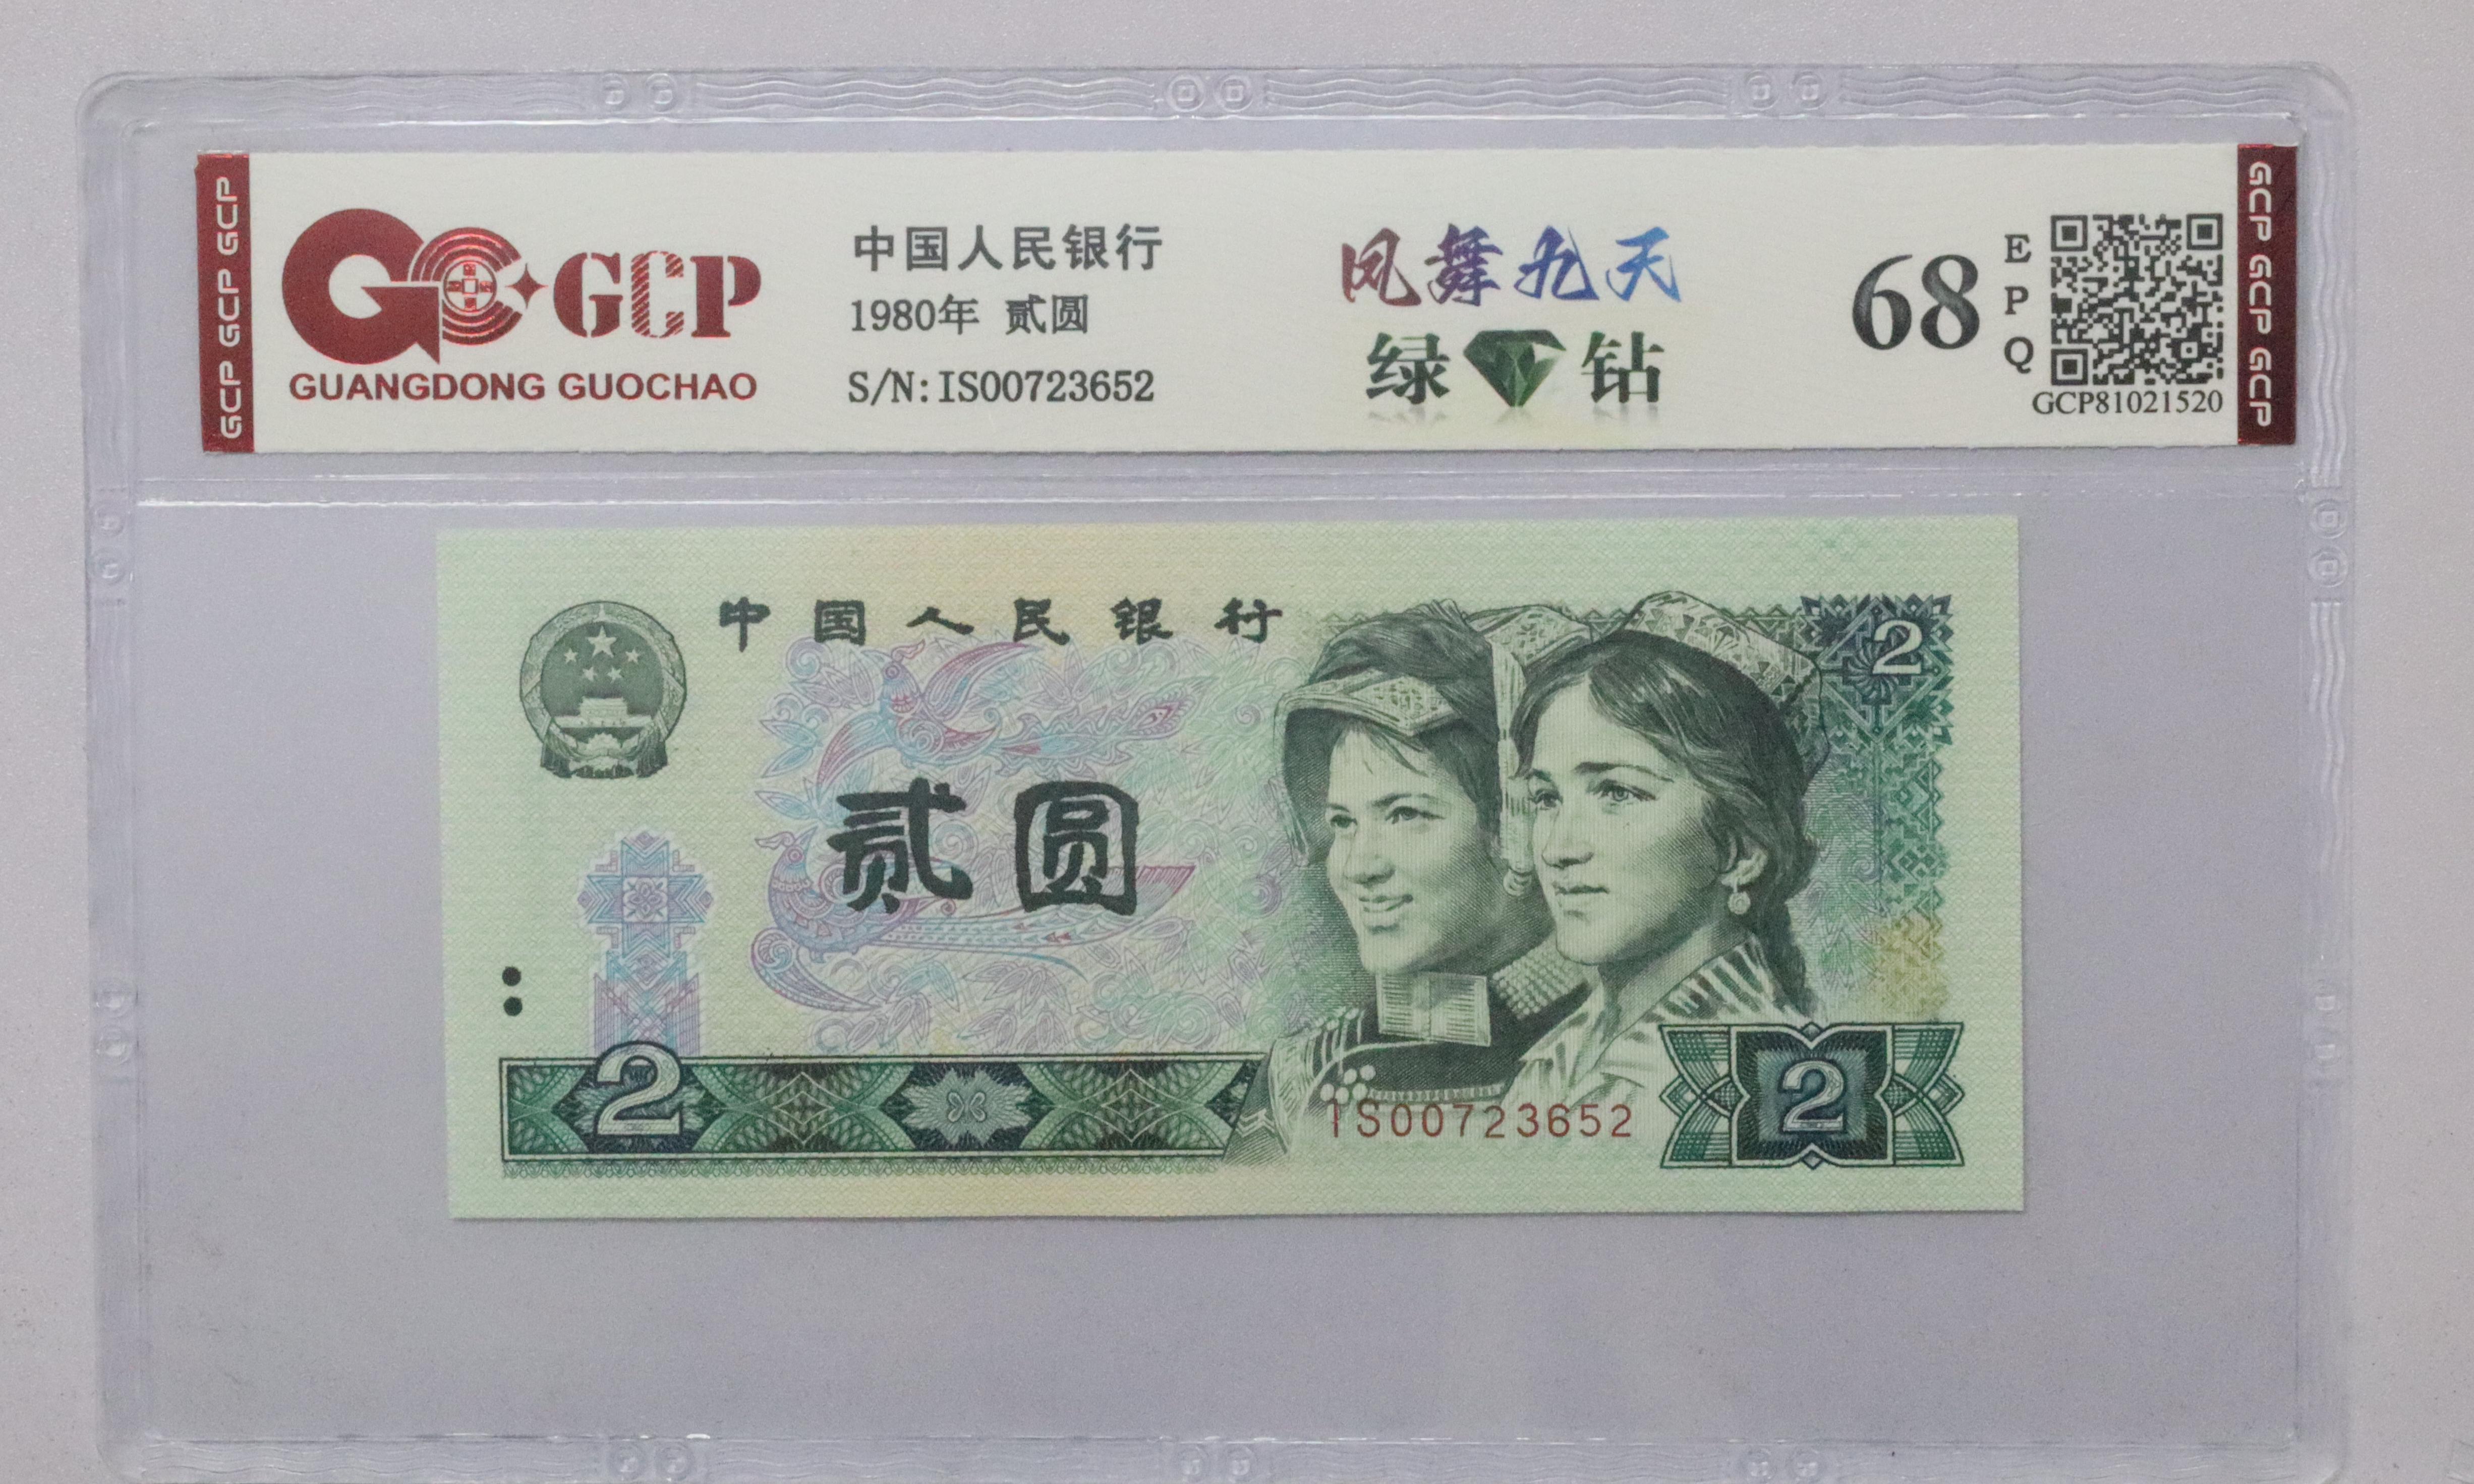 GCP GCP GCP GCP
GCP
GUANGDONG GUOCHAO
中国人民银行
1980年 贰圆
S/N:IS00723652
凤舞九天
绿钻
68
EPQ
GCP81021520
GCP GCP GCP GCP
中国人民银行
2
贰圆
2
IS00723652
2